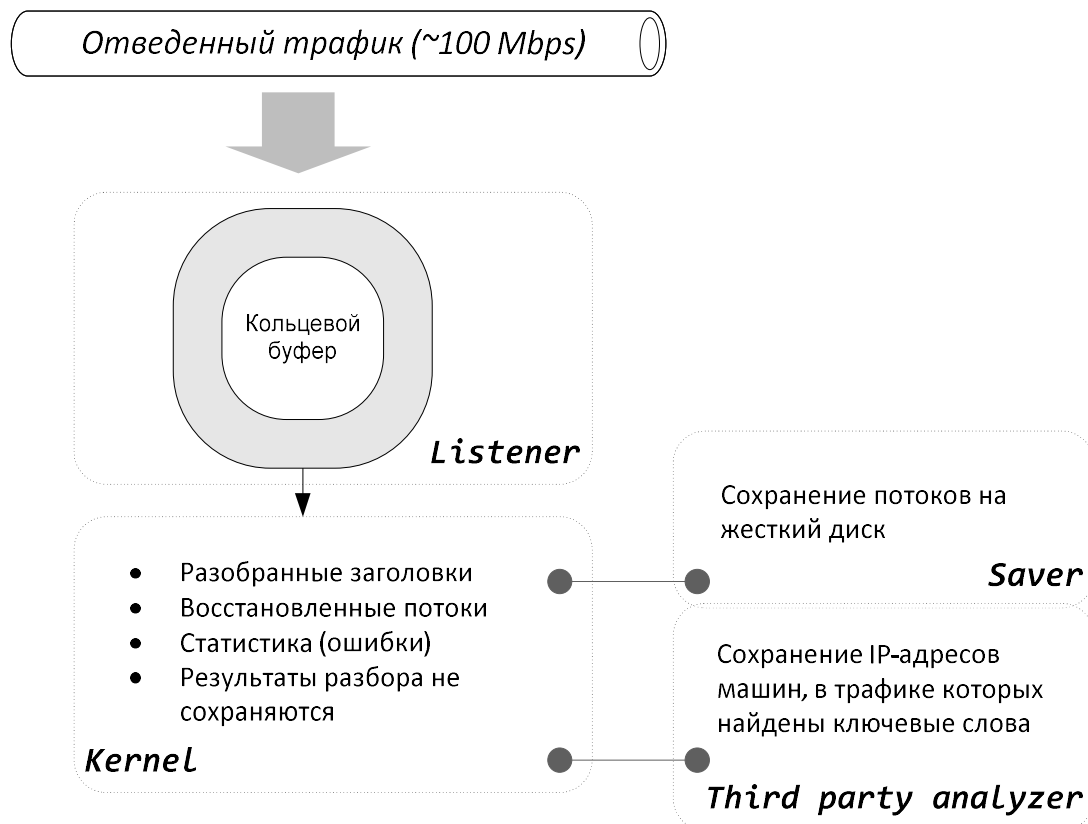 Отведенный трафик (~100 Mbps)
Кольцевой
буфер
Listener
• Разобранные заголовки
• Восстановленные потоки
• Статистика (ошибки)
• Результаты разбора не
сохраняются
Kernel
Сохранение потоков на
жесткий диск
Saver
Сохранение IP-адресов
машин, в трафике которых
найдены ключевые слова
Third party analyzer